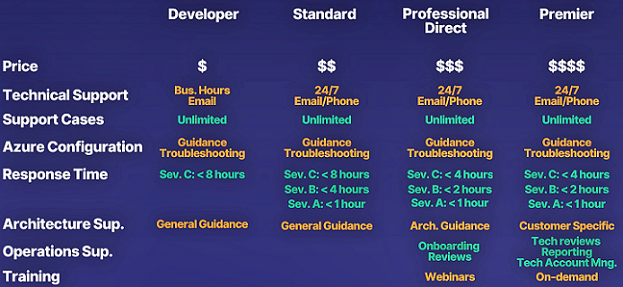 Developer Standard Professional Direct Premier
Price $ $$ $$$ $$$$
Technical Support Bus. Hours Email 24/7 Email/Phone 24/7 Email/Phone 24/7 Email/Phone
Support Cases Unlimited Unlimited Unlimited Unlimited
Azure Configuration Guidance Troubleshooting Guidance Troubleshooting Guidance Troubleshooting Guidance Troubleshooting
Response Time Sev. C: < 8 hours Sev. C: < 8 hours Sev. C: < 4 hours Sev. C: < 4 hours
Sev. B: < 4 hours Sev. B: < 2 hours Sev. B: < 2 hours
Sev. A: < 1 hour Sev. A: < 1 hour Sev. A: < 1 hour
Architecture Sup. General Guidance General Guidance Arch. Guidance Customer Specific
Operations Sup. Onboarding Reviews Tech reviews Reporting Tech Account Mng.
Training Webinars On-demand